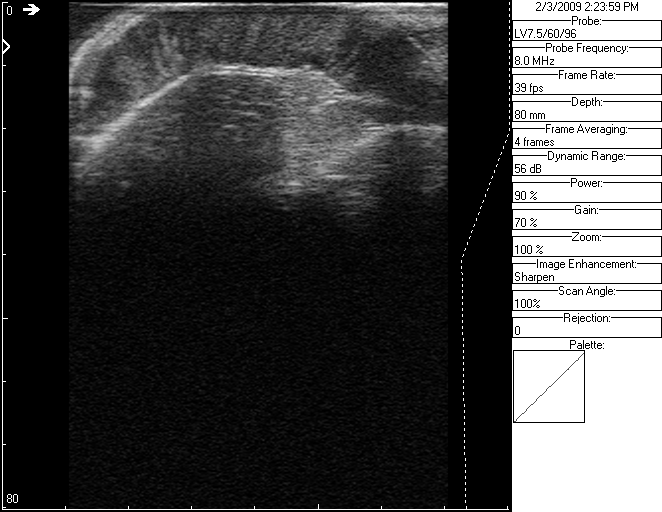 0
80
2/3/2009 2:23:59 PM
Probe:
LV7.5/60/96
Probe Frequency:
8.0 MHz
Frame Rate:
39 fps
Depth:
80 mm
Frame Averaging:
4 frames
Dynamic Range:
56 dB
Power:
90 %
Gain:
70 %
Zoom:
100 %
Image Enhancement:
Sharpen
Scan Angle:
100%
Rejection:
0
Palette: